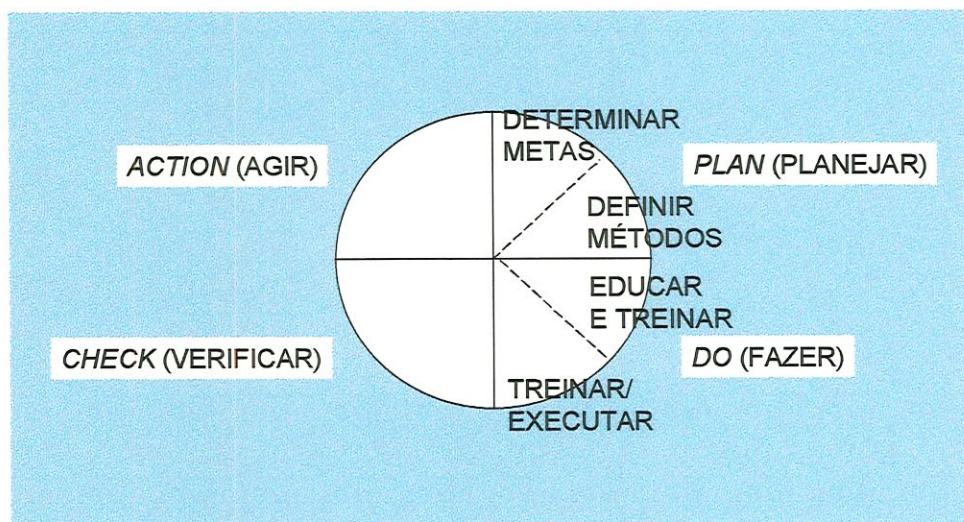 DETERMINAR
METAS
ACTION (AGIR)
PLAN (PLANEJAR)
DEFINIR
MÉTODOS
EDUCAR
E TREINAR
CHECK (VERIFICAR)
DO (FAZER)
TREINAR/
EXECUTAR